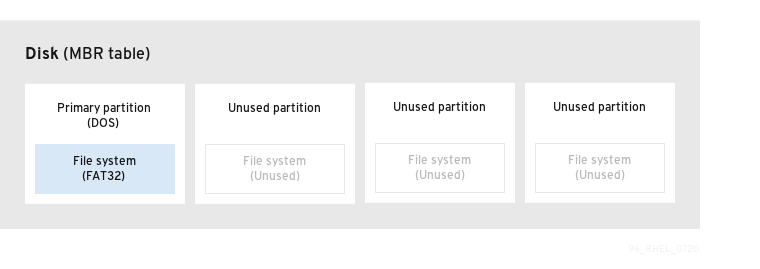 Disk (MBR table)
Primary partition
(DOS)
Unused partition
Unused partition
Unused partition
File system
(FAT32)
File system
(Unused)
File system
(Unused)
File system
(Unused)